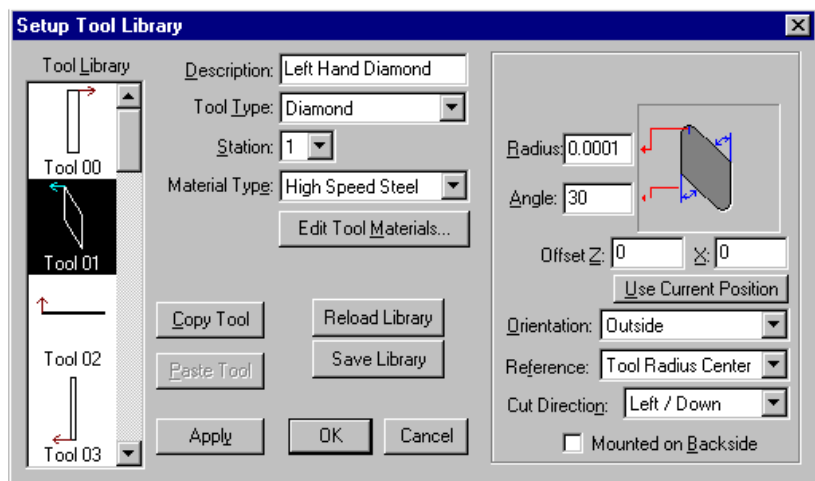 Setup Tool Library
Tool Library
Tool 00
Tool 01
Tool 02
Tool 03
Description: Left Hand Diamond
Tool Type: Diamond
Station: 1
Material Type: High Speed Steel
Edit Tool Materials...
Copy Tool
Reload Library
Paste Tool
Save Library
Apply
OK
Cancel
Radius: 0.0001
Angle: 30
Offset Z: 0 X: 0
Use Current Position
Orientation: Outside
Reference: Tool Radius Center
Cut Direction: Left / Down
Mounted on Backside